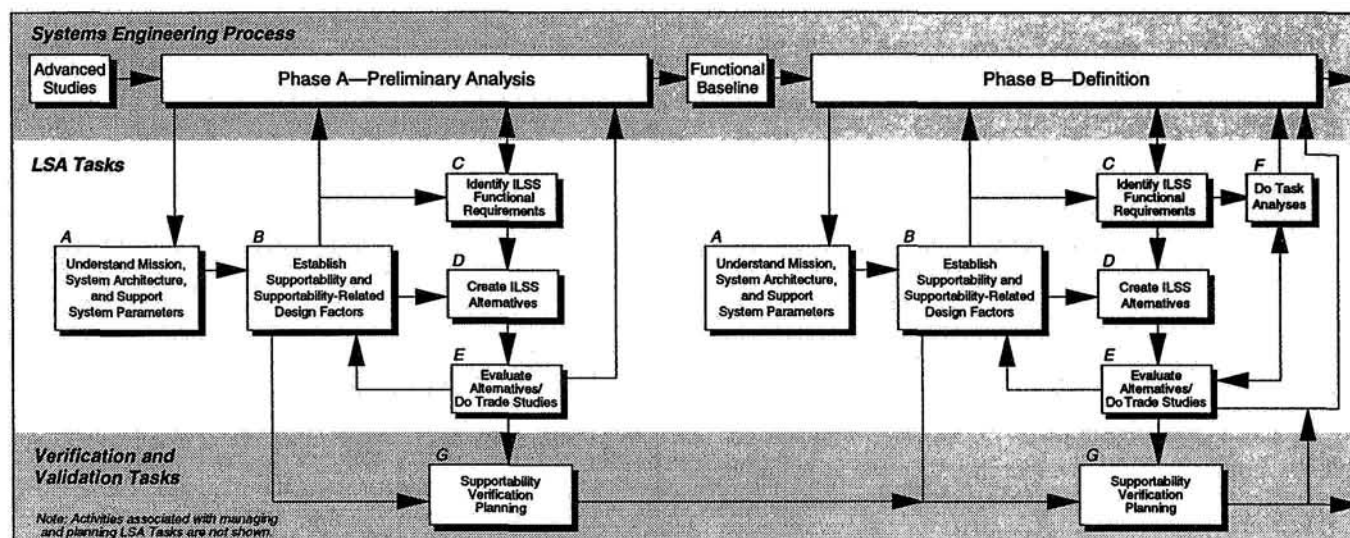 Systems Engineering Process
Advanced
Studies
Phase A—Preliminary Analysis
Functional
Baseline
Phase B—Definition
LSA Tasks
A
Understand Mission,
System Architecture,
and Support
System Parameters
B
Establish
Supportability and
Supportability-Related
Design Factors
C
Identify ILSS
Functional
Requirements
D
Create ILSS
Alternatives
E
Evaluate
Alternatives/
Do Trade Studies
A
Understand Mission,
System Architecture,
and Support
System Parameters
B
Establish
Supportability and
Supportability-Related
Design Factors
C
Identify ILSS
Functional
Requirements
F
Do Task
Analyses
D
Create ILSS
Alternatives
E
Evaluate
Alternatives/
Do Trade Studies
Verification and
Validation Tasks
Note: Activities associated with managing
and planning LSA Tasks are not shown.
G
Supportability
Verification
Planning
G
Supportability
Verification
Planning